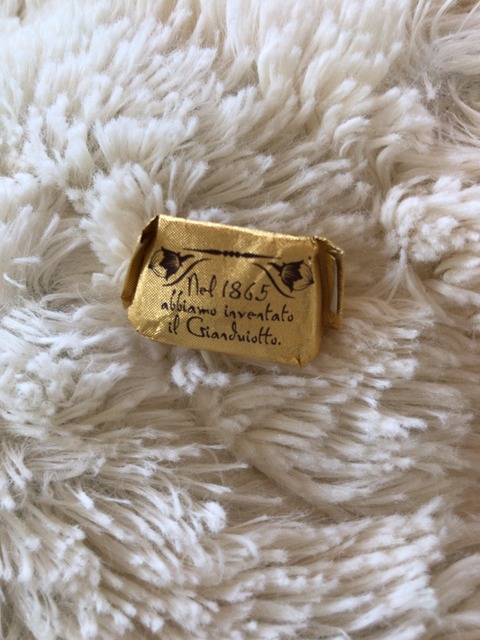 Nel 1865
abbiamo inventato
il Gianduiotto.